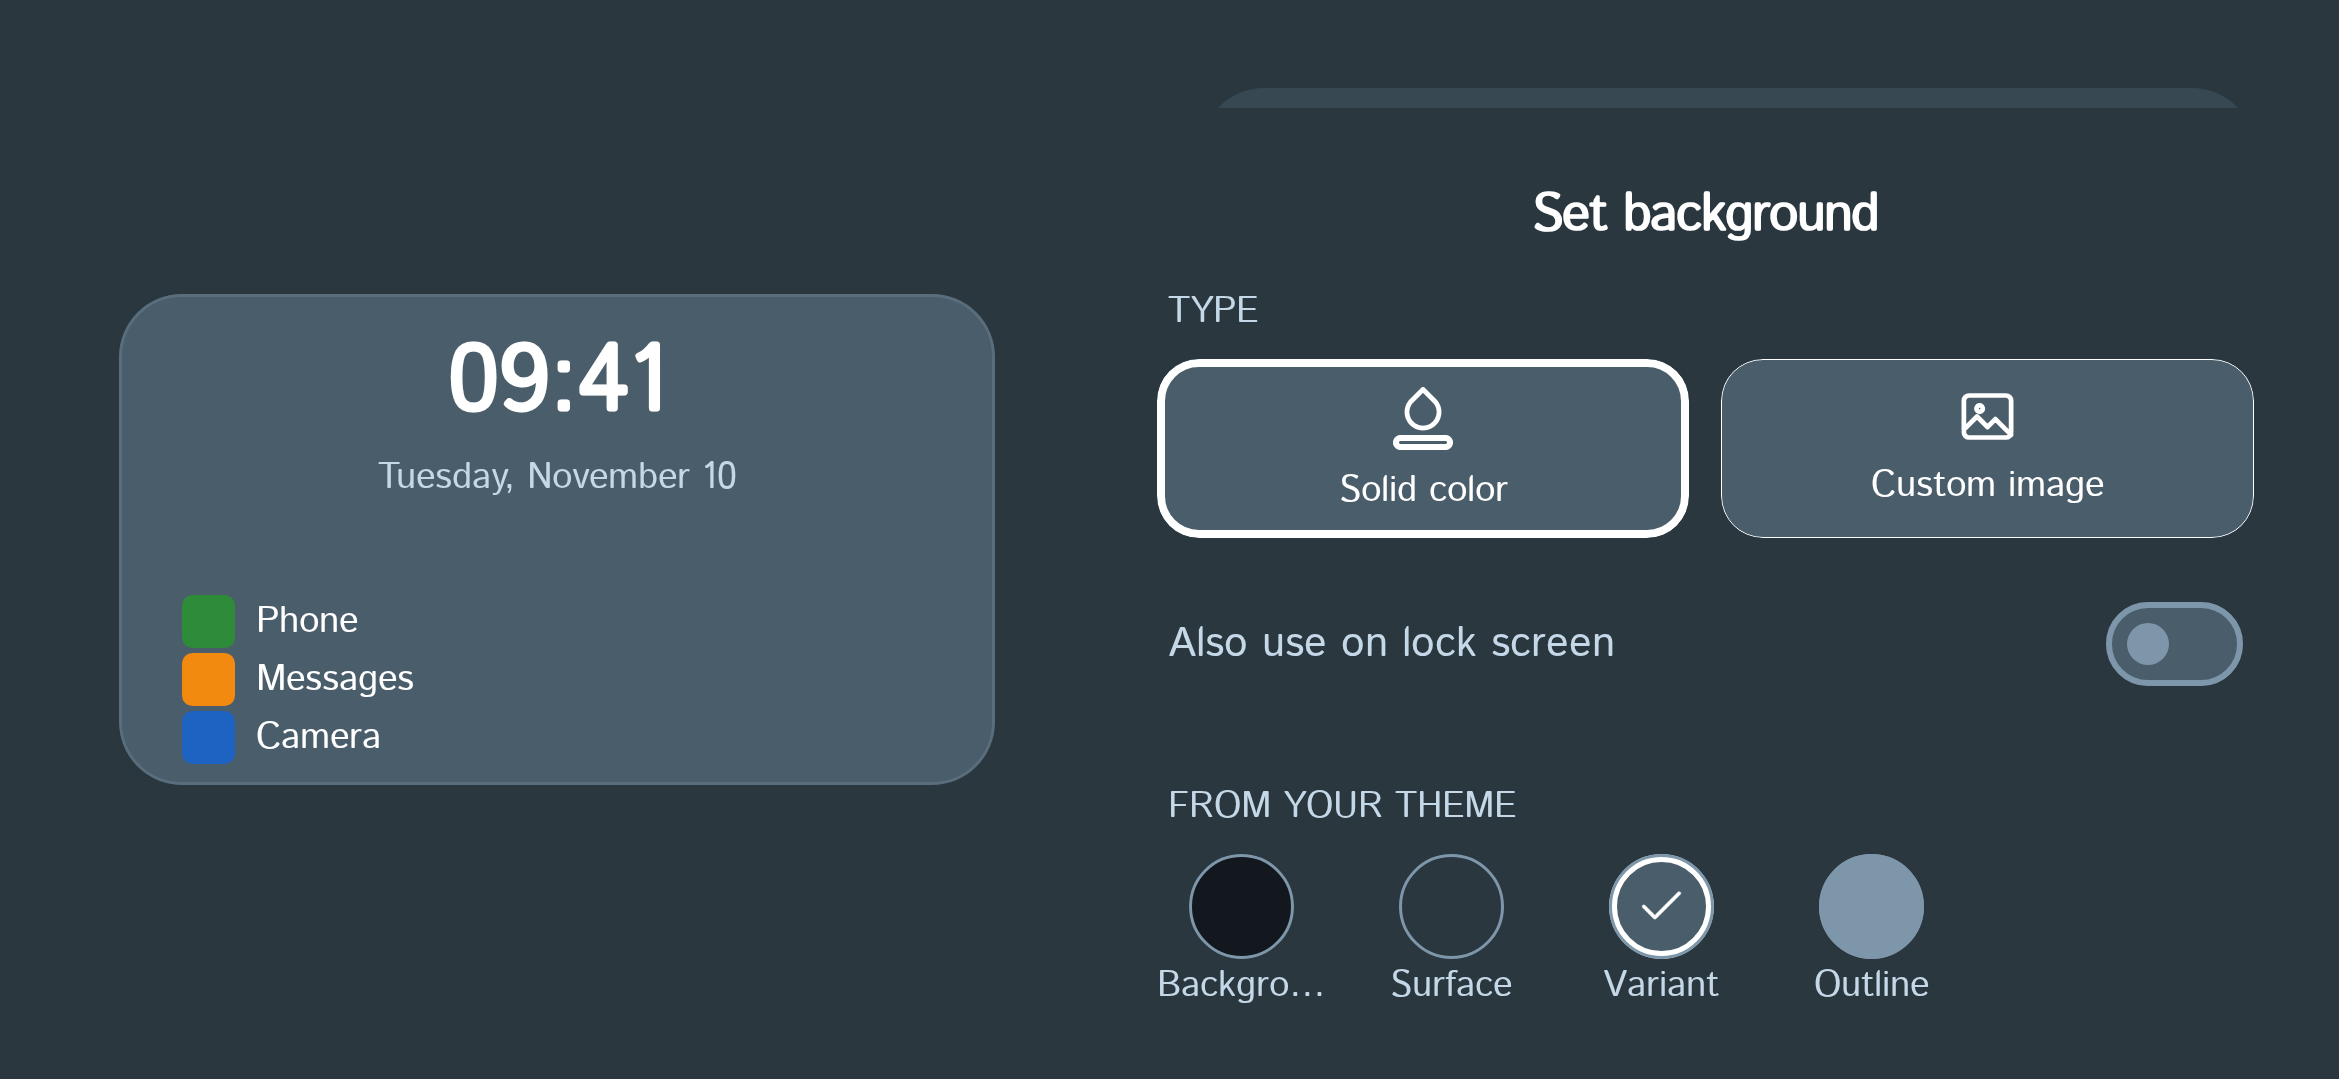 09:41
Tuesday, November 10
Phone
Messages
Camera
Set background
TYPE
Solid color
Custom image
Also use on lock screen
FROM YOUR THEME
Backgro…
Surface
Variant
Outline